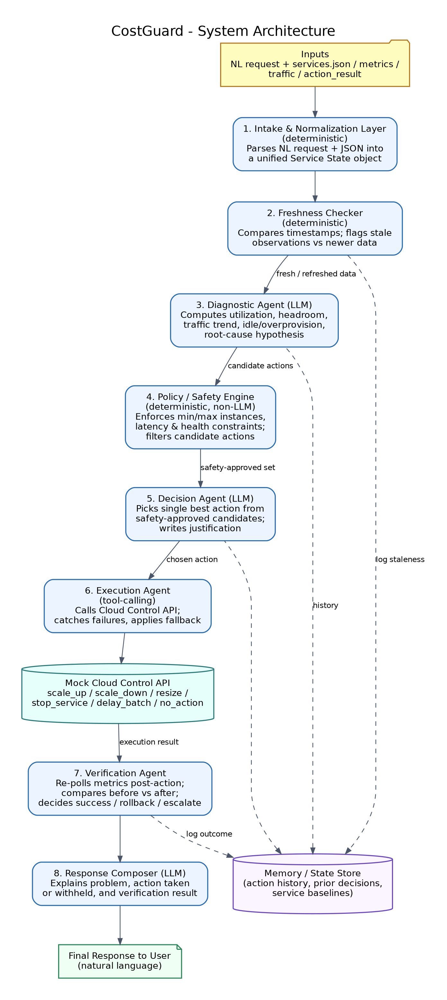 CostGuard - System Architecture
Inputs
NL request + services.json / metrics /
traffic / action_result
1. Intake & Normalization Layer
(deterministic)
Parses NL request + JSON into
a unified Service State object
2. Freshness Checker
(deterministic)
Compares timestamps; flags stale
observations vs newer data
fresh / refreshed data
3. Diagnostic Agent (LLM)
Computes utilization, headroom,
traffic trend, idle/overprovision,
root-cause hypothesis
candidate actions
4. Policy / Safety Engine
(deterministic, non-LLM)
Enforces min/max instances,
latency & health constraints;
filters candidate actions
safety-approved set
5. Decision Agent (LLM)
Picks single best action from
safety-approved candidates;
writes justification
chosen action
log staleness
6. Execution Agent
(tool-calling)
Calls Cloud Control API;
catches failures, applies fallback
history
Mock Cloud Control API
scale_up / scale_down / resize /
stop_service / delay_batch / no_action
execution result
7. Verification Agent
Re-polls metrics post-action;
compares before vs after;
decides success / rollback / escalate
log outcome
8. Response Composer (LLM)
Explains problem, action taken
or withheld, and verification result
Memory / State Store
(action history, prior decisions,
service baselines)
Final Response to User
(natural language)